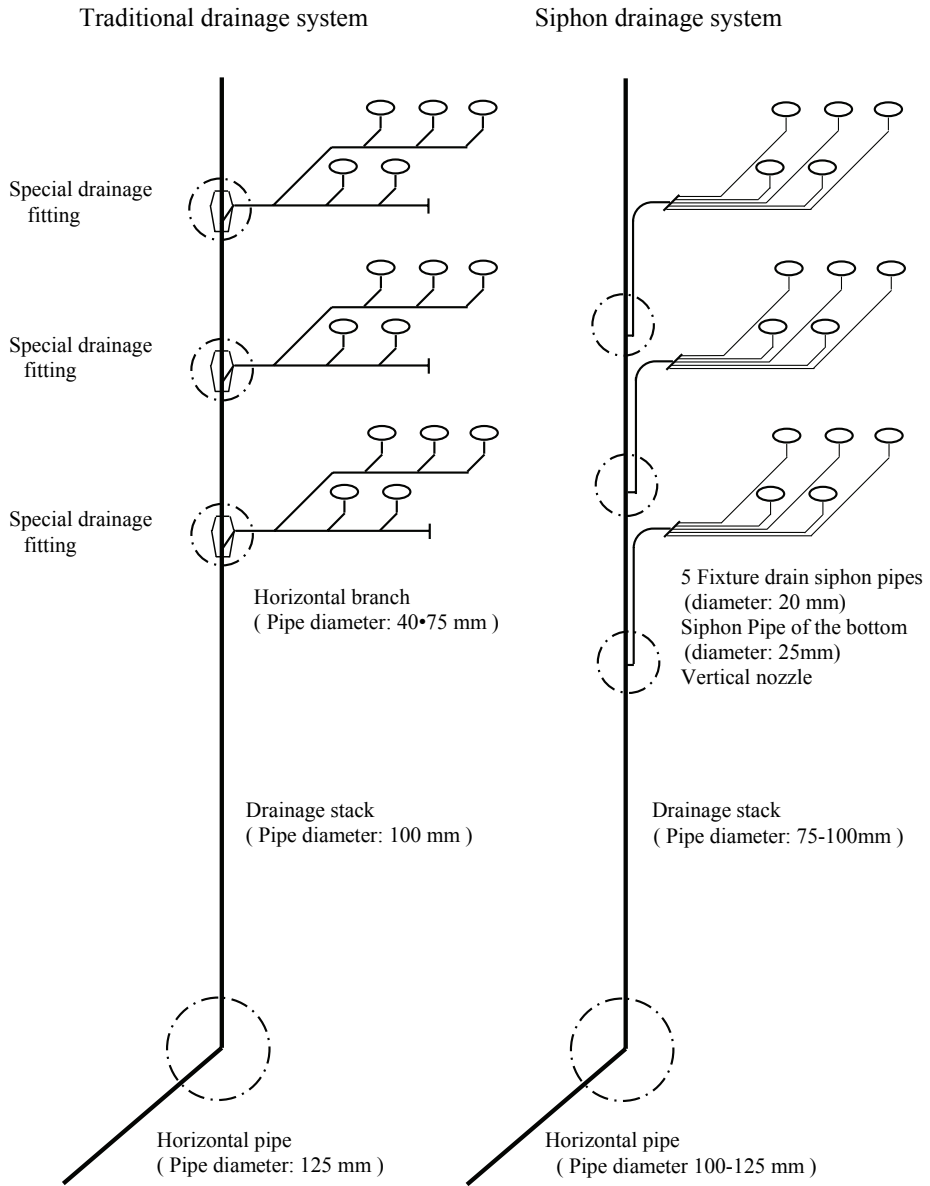 Traditional drainage system
Siphon drainage system
Special drainage
fitting
Special drainage
fitting
Special drainage
fitting
Horizontal branch
( Pipe diameter: 40•75 mm )
5 Fixture drain siphon pipes
(diameter: 20 mm)
Siphon Pipe of the bottom
(diameter: 25mm)
Vertical nozzle
Drainage stack
( Pipe diameter: 100 mm )
Drainage stack
( Pipe diameter: 75-100mm )
Horizontal pipe
( Pipe diameter: 125 mm )
Horizontal pipe
( Pipe diameter 100-125 mm )